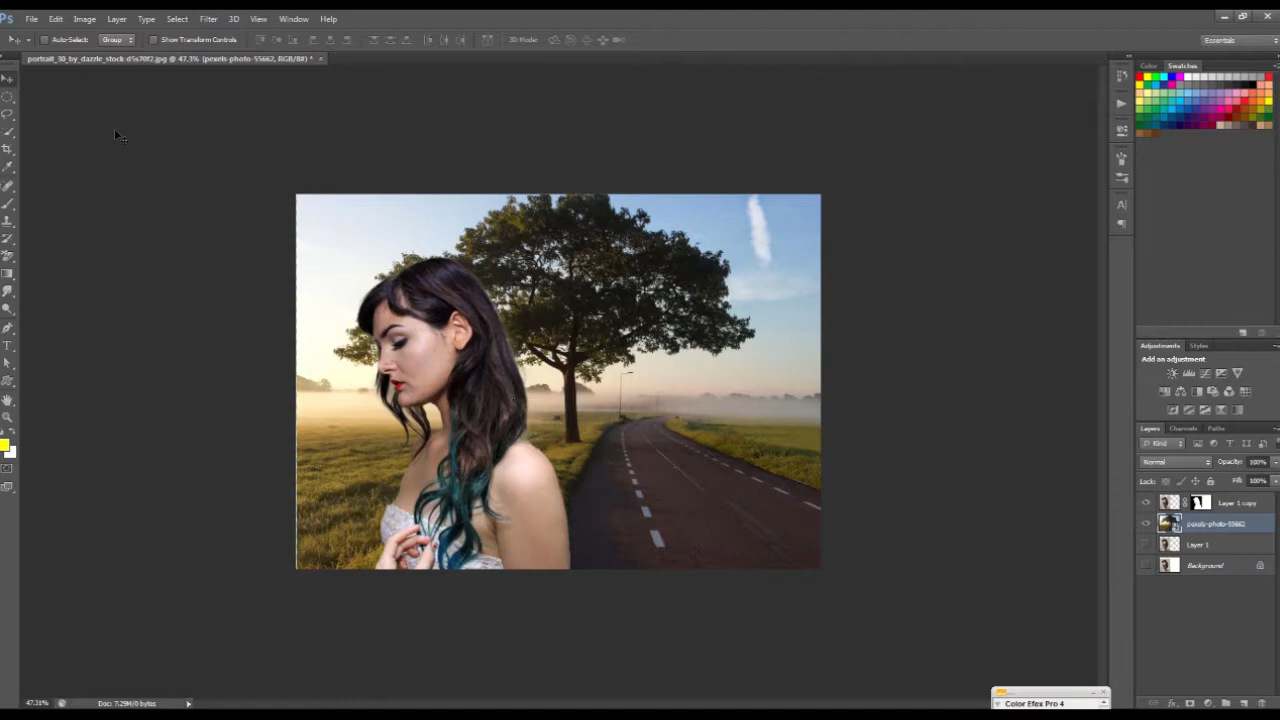 Ps File Edit Image Layer Type Select Filter 3D View Window Help
Auto-Select: Group Show Transform Controls 3D Mode: Essentials
portrait_30_by_dazzle_stock-d5s70f2.jpg @ 47.3% (pexels-photo-55662, RGB/8#) * ×
Color Swatches
Adjustments Styles
Add an adjustment
Layers Channels Paths
Kind
Normal Opacity: 100%
Lock: Fill: 100%
Layer 1 copy
pexels-photo-55662
Layer 1
Background
47.31% Doc: 7.29M/0 bytes
Color Efex Pro 4